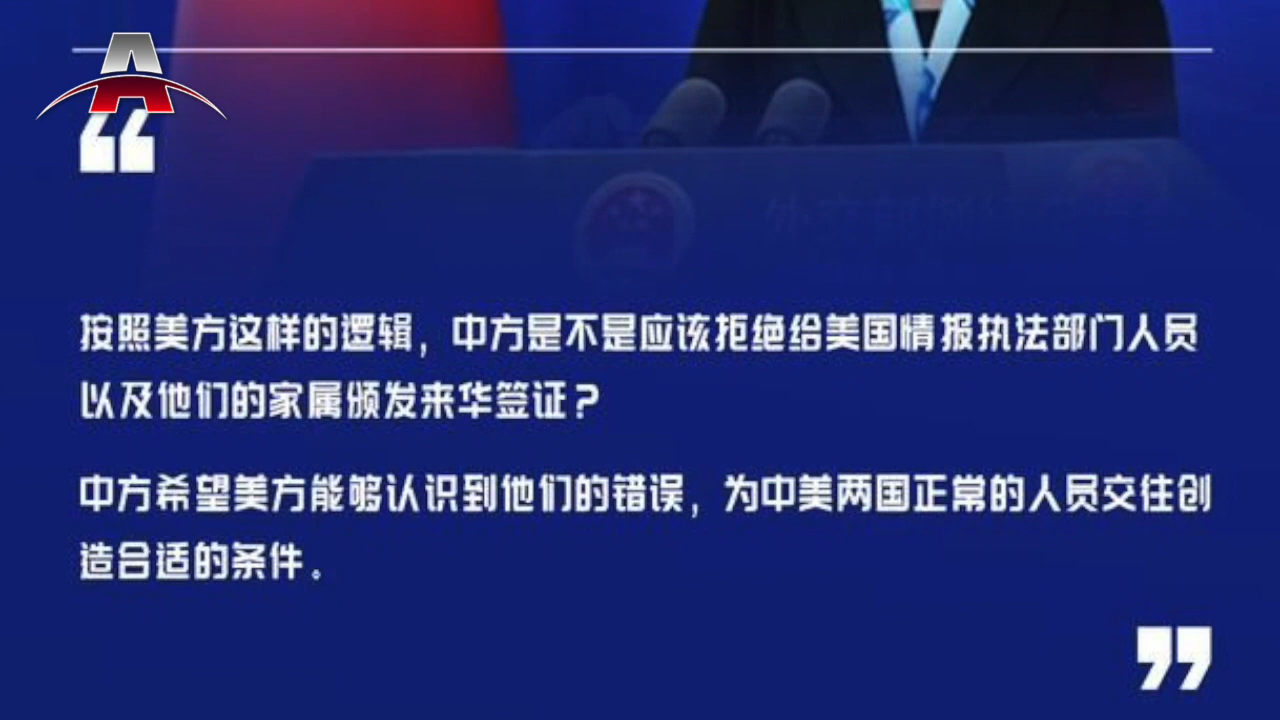 按照美方这样的逻辑，中方是不是应该拒绝给美国情报执法部门人员
以及他们的家属颁发来华签证？
中方希望美方能够认识到他们的错误，为中美两国正常的人员交往创
造合适的条件。